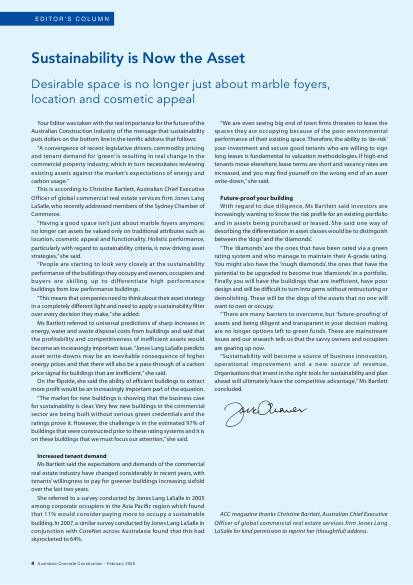 EDITOR'S COLUMN
Sustainability is Now the Asset
Desirable space is no longer just about marble foyers,
location and cosmetic appeal
Your Editor was taken with the real importance for the future of the
Australian Construction Industry of the message that sustainability
puts dollars on the bottom line in the terrific address that follows:
"A convergence of recent legislative drivers, commodity pricing
and tenant demand for 'green' is resulting in real change in the
commercial property industry, which in turn necessitates reviewing
existing assets against the market's expectations of energy and
carbon usage."
This is according to Christine Bartlett, Australian Chief Executive
Officer of global commercial real estate services firm Jones Lang
LaSalle, who recently addressed members of the Sydney Chamber of
Commerce.
"Having a good space isn't just about marble foyers anymore;
no longer can assets be valued only on traditional attributes such as
location, cosmetic appeal and functionality. Holistic performance,
particularly with regard to sustainability criteria, is now driving asset
strategies," she said.
"People are starting to look very closely at the sustainability
performance of the buildings they occupy and owners, occupiers and
buyers are skilling up to differentiate high performance
buildings from low performance buildings.
"This means that companies need to think about their asset strategy
in a completely different light and need to apply a sustainability filter
over every decision they make," she added.
Ms Bartlett referred to universal predictions of sharp increases in
energy, water and waste disposal costs from buildings and said that
the profitability and competitiveness of inefficient assets would
become an increasingly important issue. "Jones Lang LaSalle predicts
asset write-downs may be an inevitable consequence of higher
energy prices and that there will also be a pass-through of a carbon
price signal for buildings that are inefficient," she said.
On the flipside, she said the ability of efficient buildings to extract
more profit would be an increasingly important part of the equation.
"The market for new buildings is showing that the business case
for sustainability is clear. Very few new buildings in the commercial
sector are being built without serious green credentials and the
ratings prove it. However, the challenge is in the estimated 97% of
buildings that were constructed prior to these rating systems and it is
on these buildings that we must focus our attention," she said.
Increased tenant demand
Ms Bartlett said the expectations and demands of the commercial
real estate industry have changed considerably in recent years, with
tenants' willingness to pay for greener buildings increasing sixfold
over the last two years.
She referred to a survey conducted by Jones Lang LaSalle in 2005
among corporate occupiers in the Asia Pacific region which found
that 11% would consider paying more to occupy a sustainable
building. In 2007, a similar survey conducted by Jones Lang LaSalle in
conjunction with CoreNet across Australasia found that this had
skyrocketed to 64%.
"We are even seeing big end of town firms threaten to leave the
spaces they are occupying because of the poor environmental
performance of their existing space. Therefore, the ability to 'de-risk'
your investment and secure good tenants who are willing to sign
long leases is fundamental to valuation methodologies. If high-end
tenants move elsewhere, lease terms are short and vacancy rates are
increased, and you may find yourself on the wrong end of an asset
write-down," she said.
Future-proof your building
With regard to due diligence, Ms Bartlett said investors are
increasingly wanting to know the risk profile for an existing portfolio
and in assets being purchased or leased. She said one way of
describing the differentiation in asset classes would be to distinguish
between the 'dogs' and the 'diamonds'.
"The 'diamonds' are the ones that have been rated via a green
rating system and who manage to maintain their A-grade rating.
You might also have the 'rough diamonds', the ones that have the
potential to be upgraded to become true 'diamonds' in a portfolio.
Finally you will have the buildings that are inefficient, have poor
design and will be difficult to turn into gems without restructuring or
demolishing. These will be the dogs of the assets that no one will
want to own or occupy.
"There are many barriers to overcome, but 'future-proofing' of
assets and being diligent and transparent in your decision making
are no longer options left to green funds. These are mainstream
issues and our research tells us that the savvy owners and occupiers
are gearing up now.
"Sustainability will become a source of business innovation,
operational improvement and a new source of revenue.
Organisations that invest in the right tools for sustainability and plan
ahead will ultimately have the competitive advantage," Ms Bartlett
concluded.
ACC magazine thanks Christine Bartlett, Australian Chief Executive
Officer of global commercial real estate services firm Jones Lang
LaSalle for kind permission to reprint her (thoughtful) address.
4 Australian Concrete Construction - February 2009